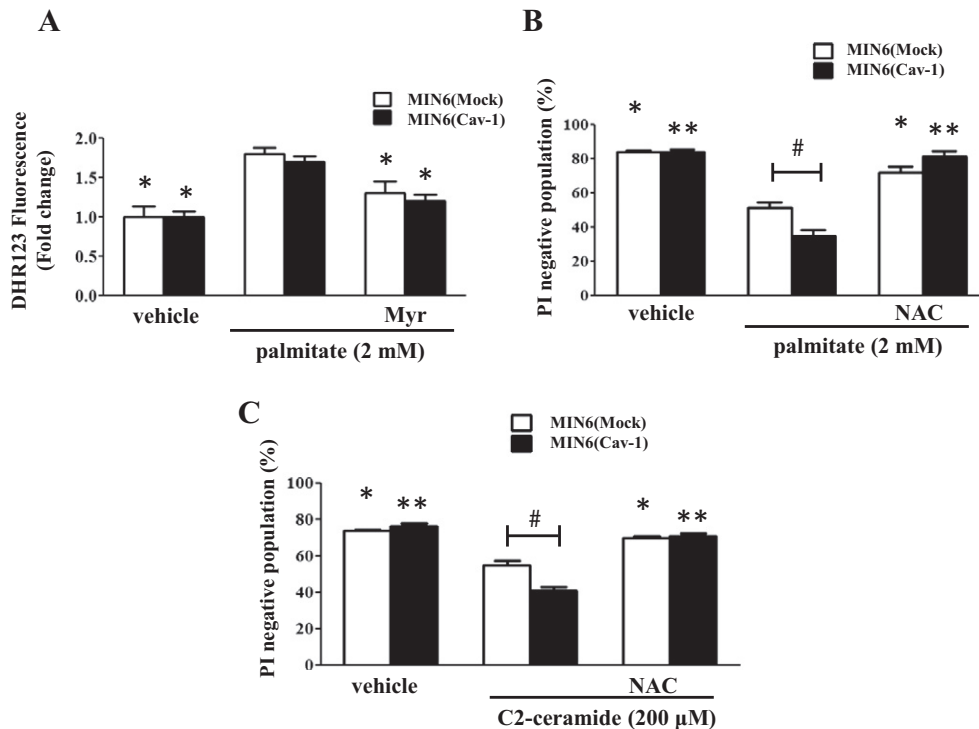 A
MIN6(Mock)
MIN6(Cav-1)
DHR123 Fluorescence
(Fold change)
2.0
1.5
1.0
0.5
0.0
* * * *
vehicle
Myr
palmitate (2 mM)
B
MIN6(Mock)
MIN6(Cav-1)
PI negative population (%)
100
80
60
40
20
0
* ** # * **
vehicle
NAC
palmitate (2 mM)
C
MIN6(Mock)
MIN6(Cav-1)
PI negative population (%)
100
80
60
40
20
0
* ** # * **
vehicle
NAC
C2-ceramide (200 μM)